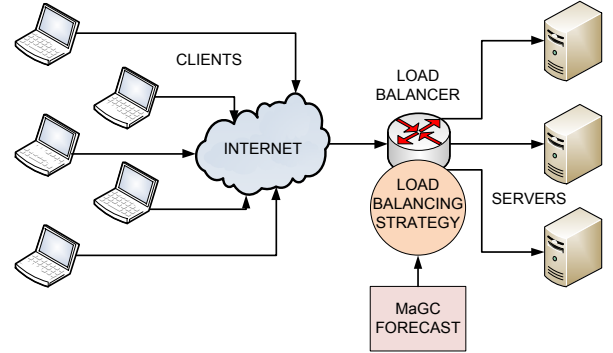 CLIENTS
LOAD
BALANCER
INTERNET
LOAD
BALANCING
STRATEGY
SERVERS
MaGC
FORECAST